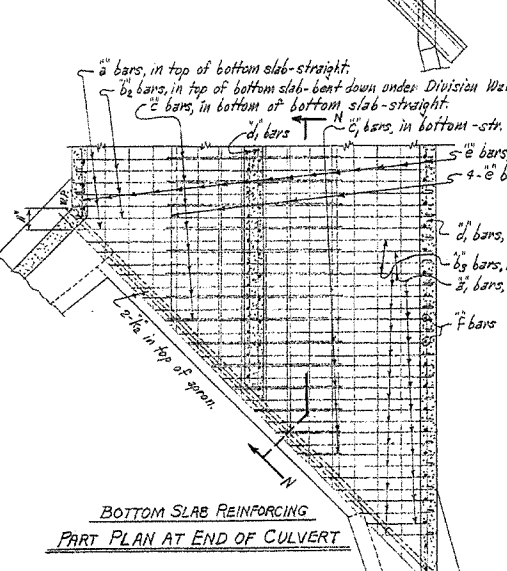 "a" bars, in top of bottom slab-straight.
"b2" bars, in top of bottom slab-bent down under Division Wal
"c" bars, in bottom of bottom slab-straight.
"d1" bars
N
"c1" bars, in bottom -str.
"e" bars
4-"e" b
W.P.
"d1" bars,
"b3" bars,
"a1" bars,
"f" bars
2-"k2" in top of apron.
N
BOTTOM SLAB REINFORCING
PART PLAN AT END OF CULVERT